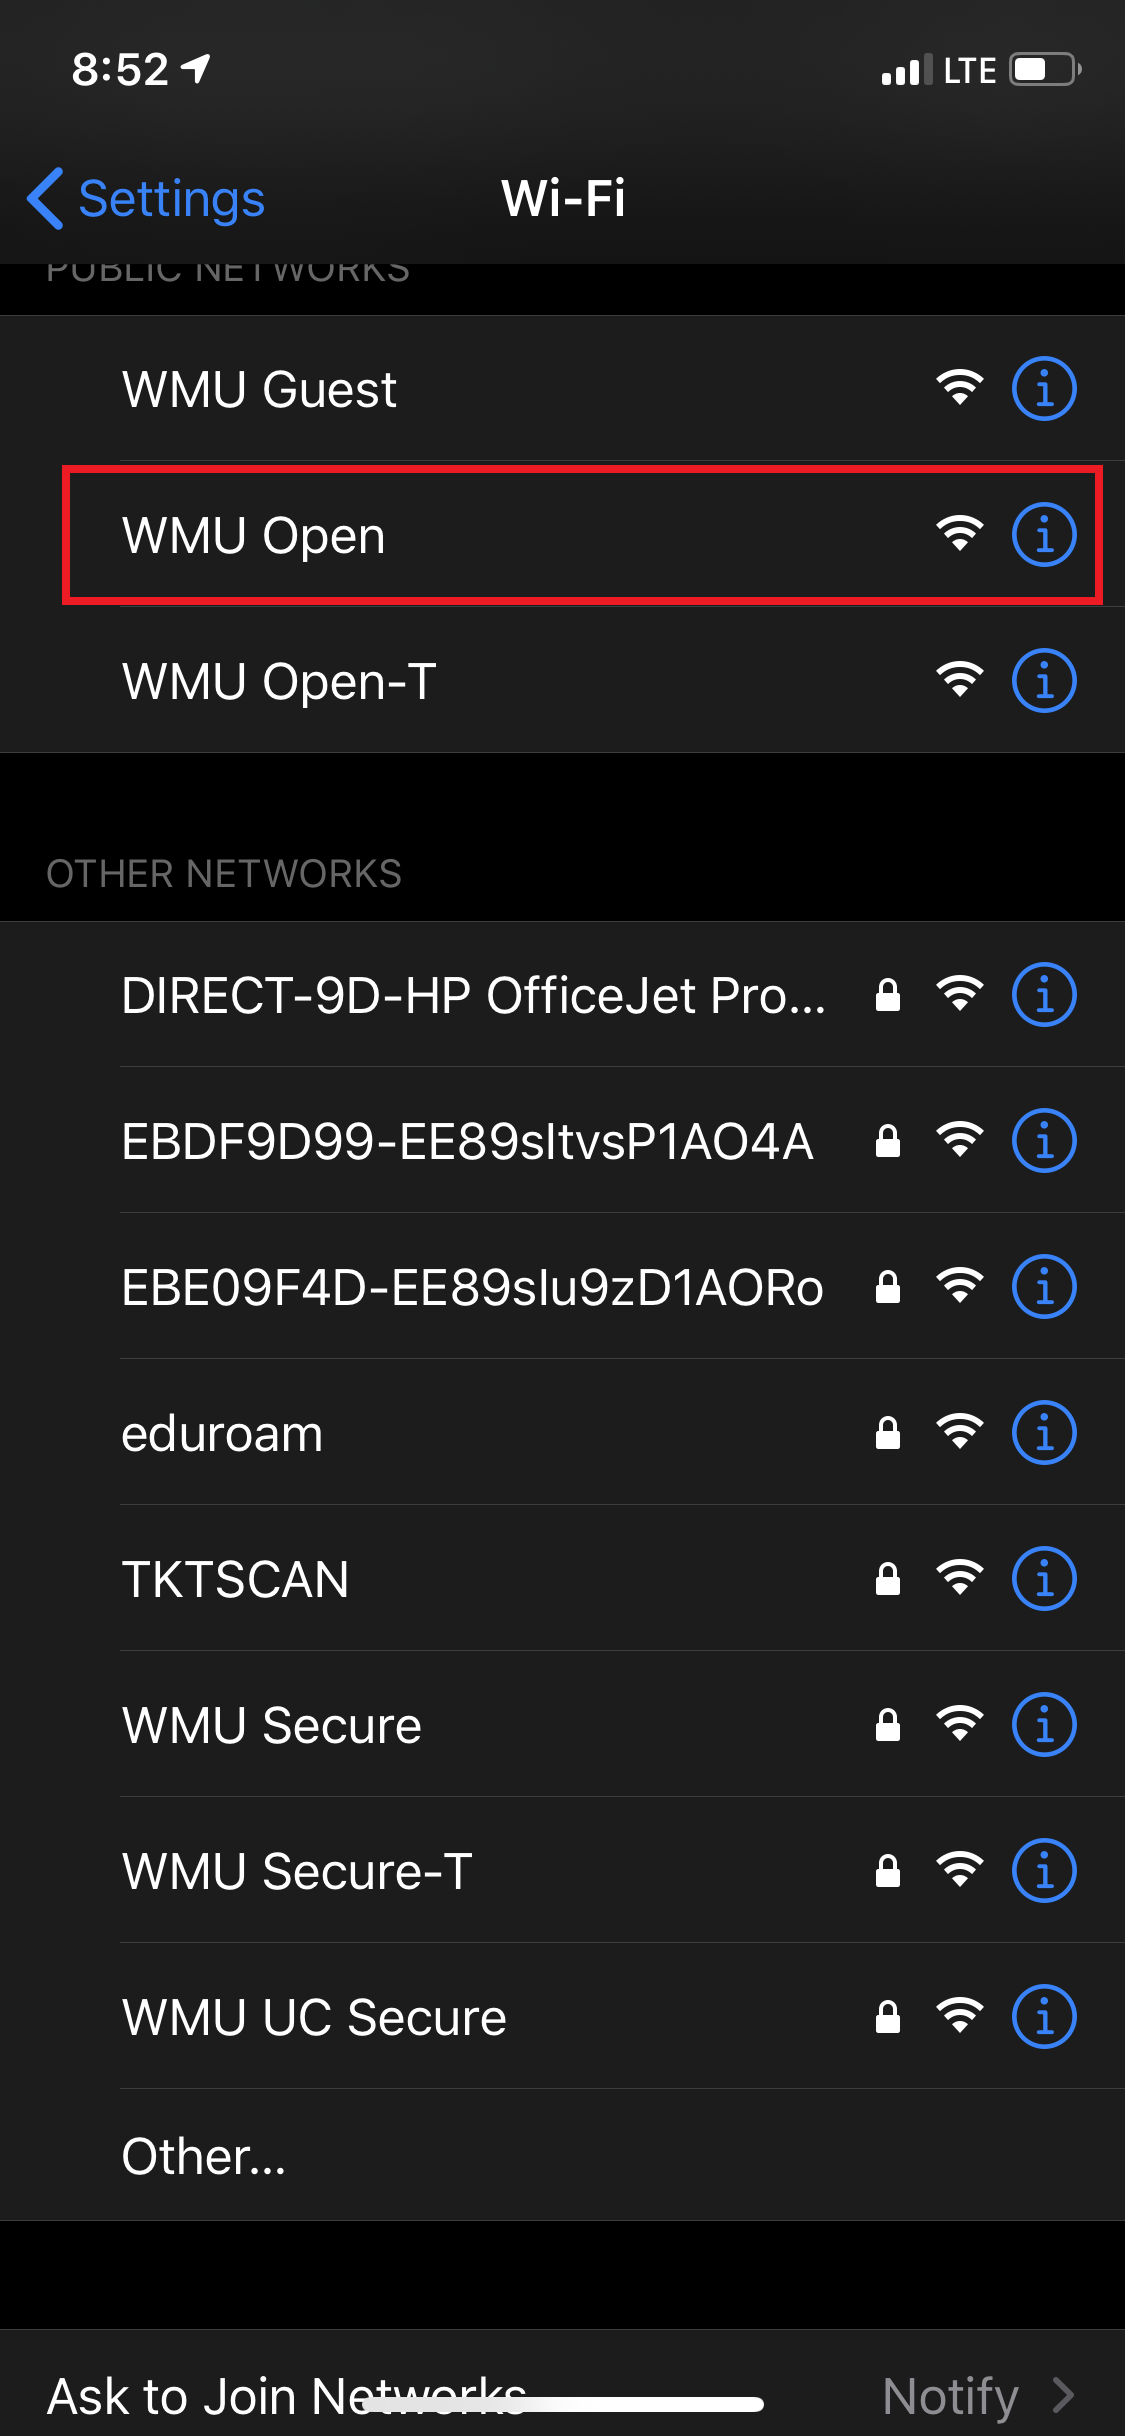 8:52 LTE
Settings Wi-Fi
PUBLIC NETWORKS
WMU Guest
WMU Open
WMU Open-T
OTHER NETWORKS
DIRECT-9D-HP OfficeJet Pro...
EBDF9D99-EE89sItvsP1AO4A
EBE09F4D-EE89slu9zD1AORo
eduroam
TKTSCAN
WMU Secure
WMU Secure-T
WMU UC Secure
Other...
Ask to Join Networks Notify